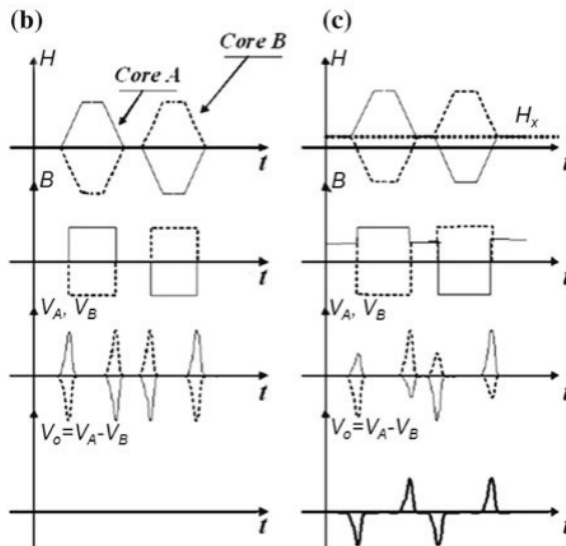 (b)
H
Core A
Core B
t
B
t
V_A, V_B
t
V_o=V_A-V_B
t
(c)
H
H_x
t
B
t
V_A, V_B
t
V_o=V_A-V_B
t